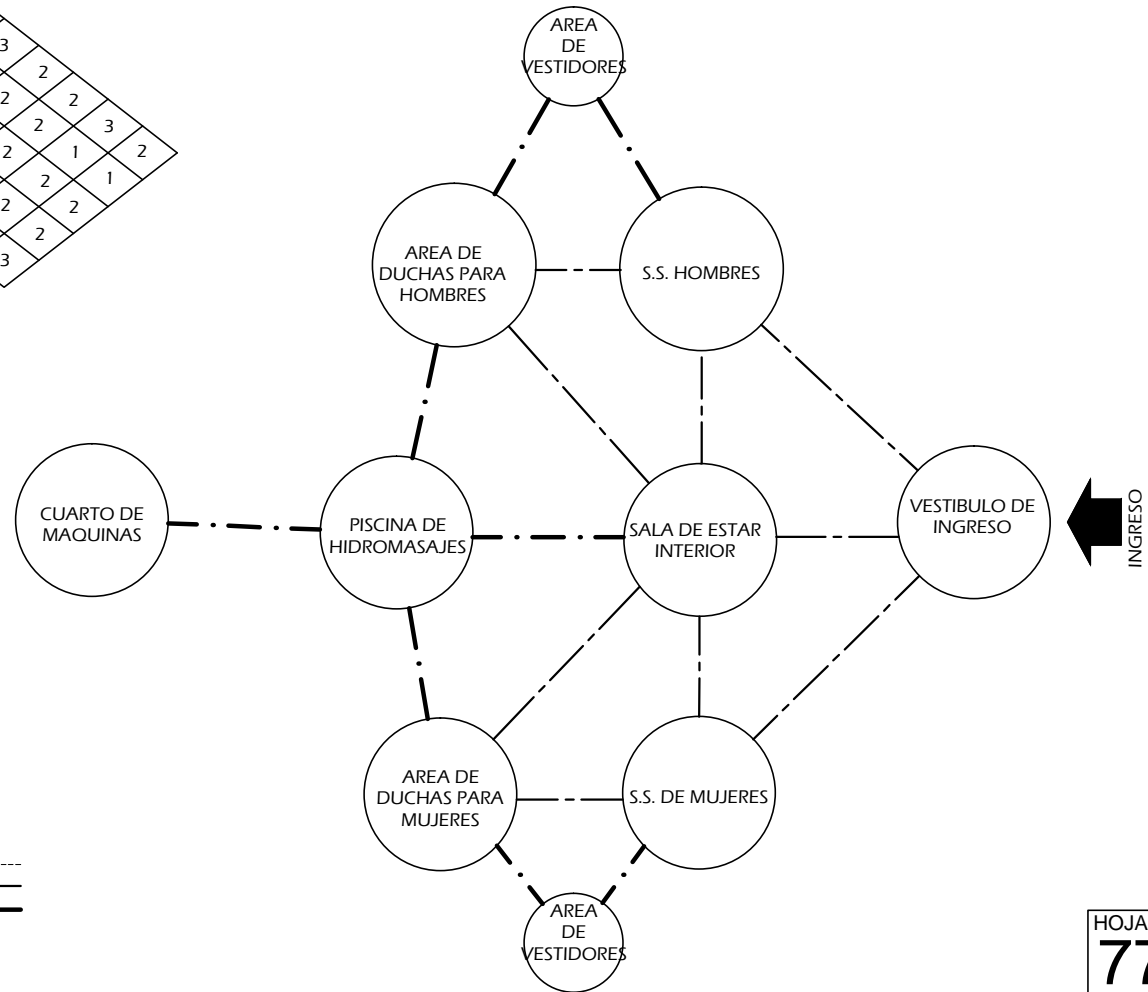 3
2
2
2
2
3
2
1
2
2
1
2
2
2
3
AREA
DE
VESTIDORES
AREA DE
DUCHAS PARA
HOMBRES
S.S. HOMBRES
CUARTO DE
MAQUINAS
PISCINA DE
HIDROMASAJES
SALA DE ESTAR
INTERIOR
VESTIBULO DE
INGRESO
INGRESO
AREA DE
DUCHAS PARA
MUJERES
S.S. DE MUJERES
AREA
DE
VESTIDORES
HOJA
77